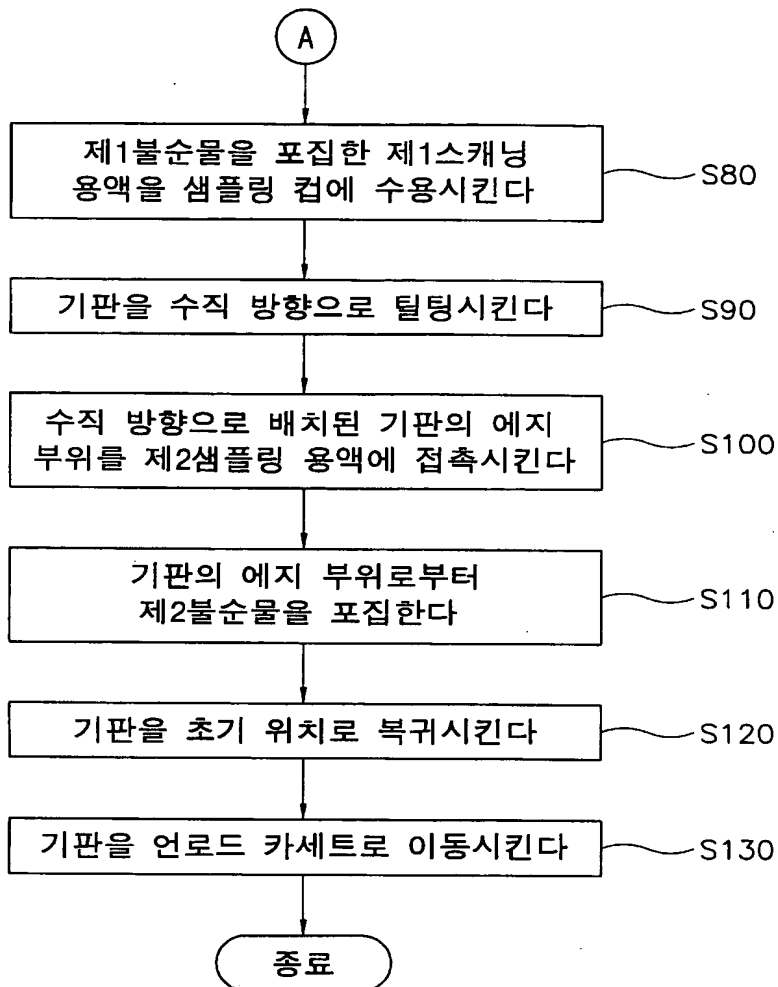 A
제1불순물을 포집한 제1스캐닝
용액을 샘플링 컵에 수용시킨다
S80
기판을 수직 방향으로 틸팅시킨다
S90
수직 방향으로 배치된 기판의 에지
부위를 제2샘플링 용액에 접촉시킨다
S100
기판의 에지 부위로부터
제2불순물을 포집한다
S110
기판을 초기 위치로 복귀시킨다
S120
기판을 언로드 카세트로 이동시킨다
S130
종료